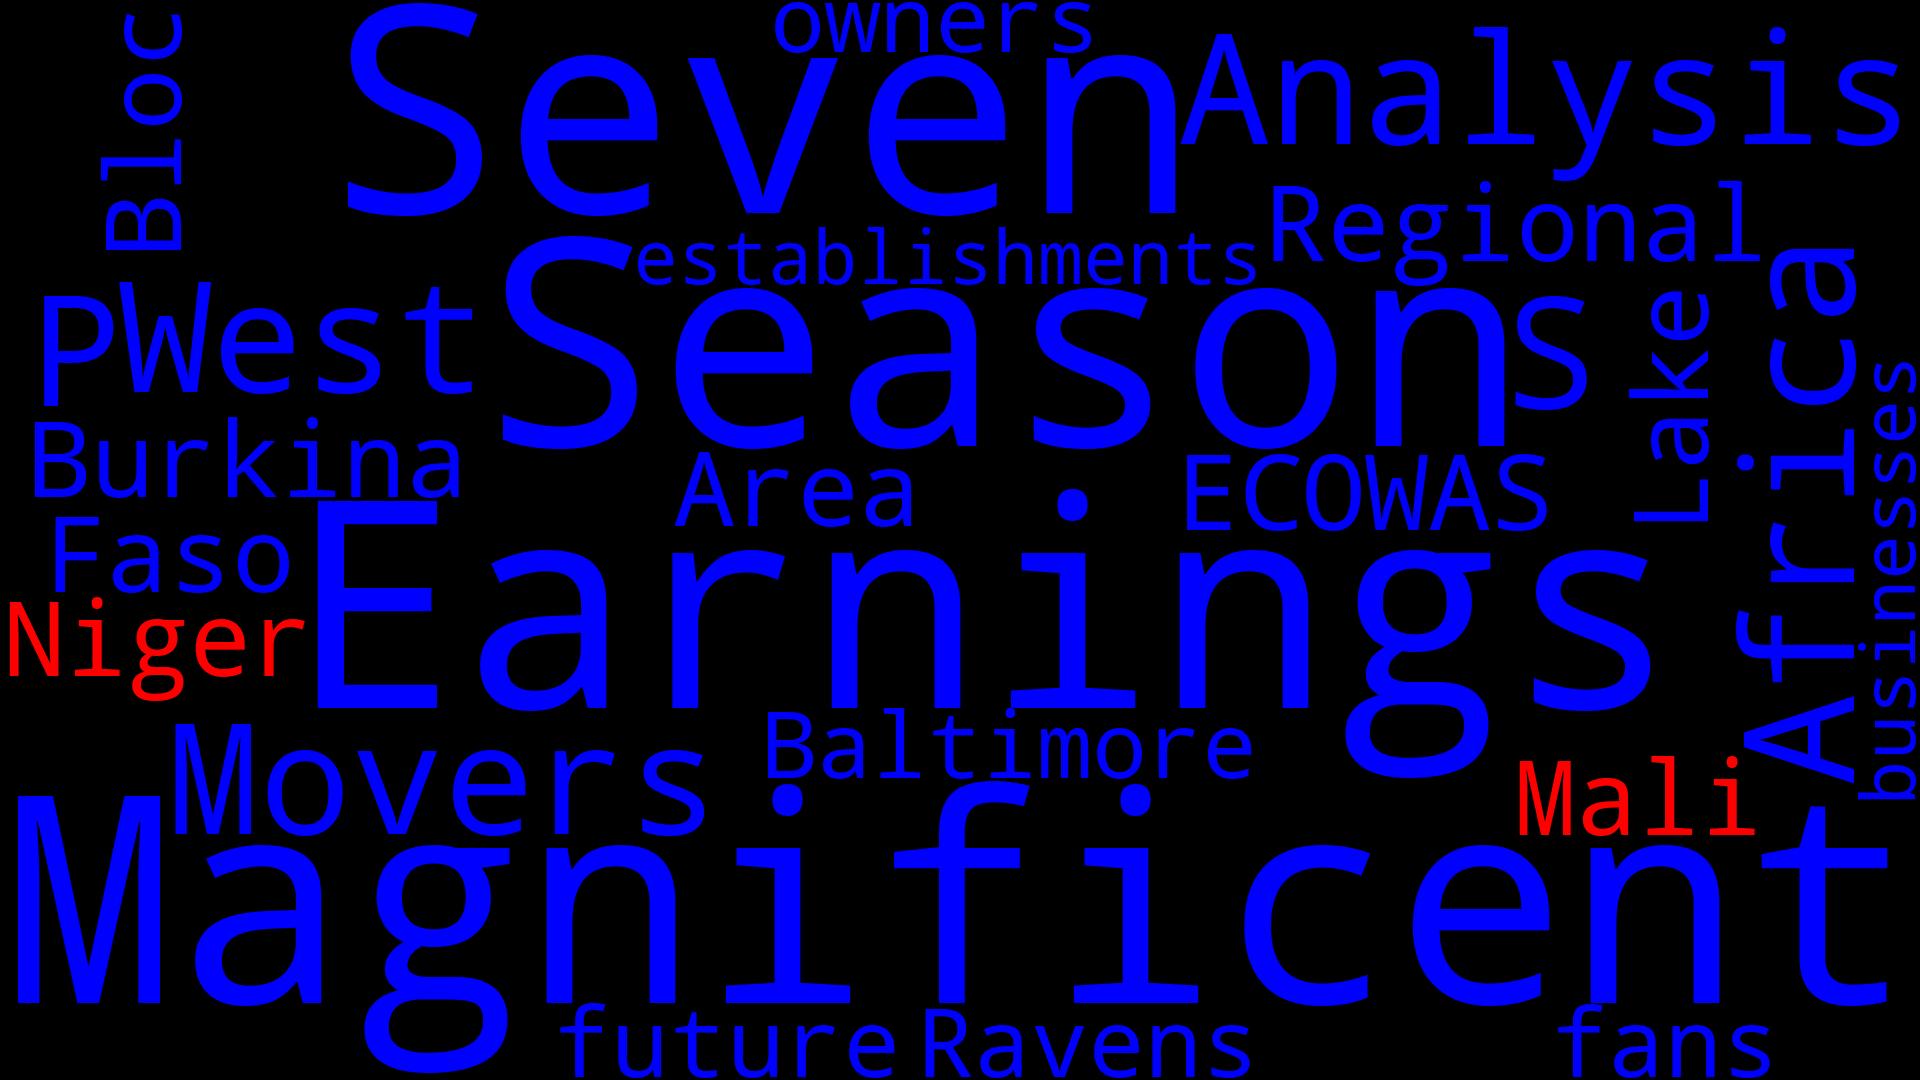 owners
Bloc
Seven
Analysis
Regional
establishments
PWest
Seasons
S
Lake
Africa
businesses
Burkina
Area
ECOWAS
Faso
Earnings
Niger
Movers
Baltimore
Mali
Magnificent
future
Ravens
fans